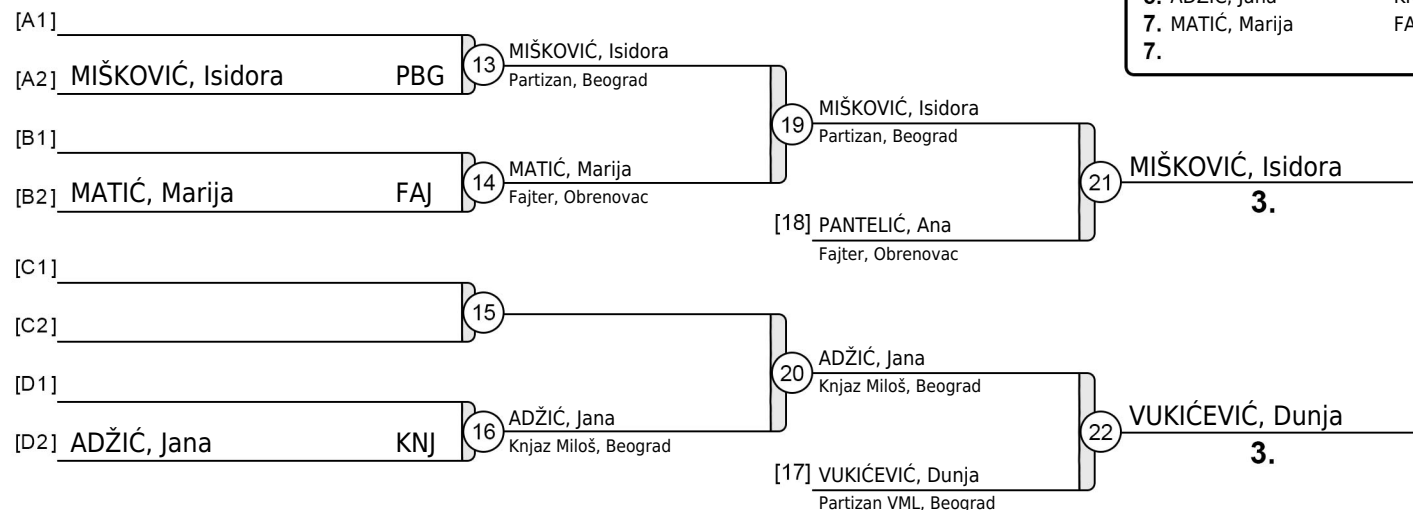 ADŽIĆ, Jana
7. MATIĆ, Marija FA
7.
[A1]
[A2] MIŠKOVIĆ, Isidora PBG
13
MIŠKOVIĆ, Isidora
Partizan, Beograd
[B1]
[B2] MATIĆ, Marija FAJ
14
MATIĆ, Marija
Fajter, Obrenovac
19
MIŠKOVIĆ, Isidora
Partizan, Beograd
[18] PANTELIĆ, Ana
Fajter, Obrenovac
21
MIŠKOVIĆ, Isidora
3.
[C1]
[C2]
15
[D1]
[D2] ADŽIĆ, Jana KNJ
16
ADŽIĆ, Jana
Knjaz Miloš, Beograd
20
ADŽIĆ, Jana
Knjaz Miloš, Beograd
[17] VUKIĆEVIĆ, Dunja
Partizan VML, Beograd
22
VUKIĆEVIĆ, Dunja
3.